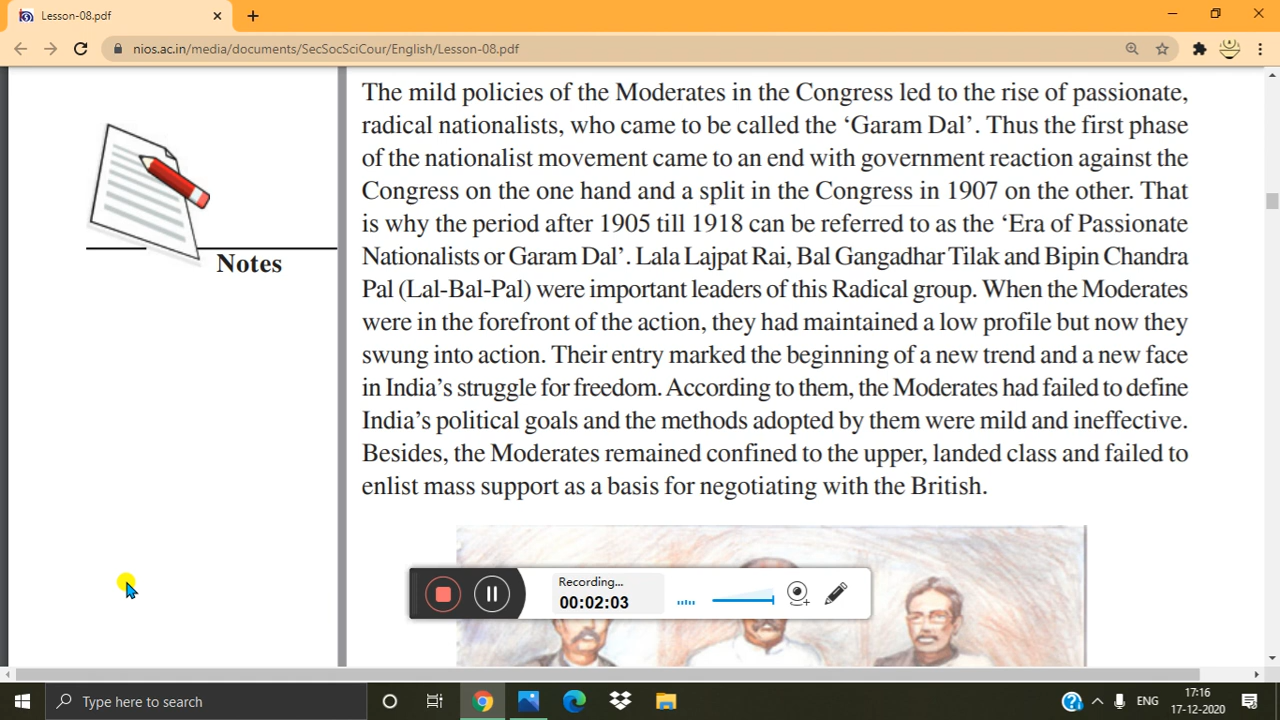 Lesson-08.pdf
nios.ac.in/media/documents/SecSocSciCour/English/Lesson-08.pdf
The mild policies of the Moderates in the Congress led to the rise of passionate,
radical nationalists, who came to be called the ‘Garam Dal’. Thus the first phase
of the nationalist movement came to an end with government reaction against the
Congress on the one hand and a split in the Congress in 1907 on the other. That
is why the period after 1905 till 1918 can be referred to as the ‘Era of Passionate
Nationalists or Garam Dal’. Lala Lajpat Rai, Bal Gangadhar Tilak and Bipin Chandra
Pal (Lal-Bal-Pal) were important leaders of this Radical group. When the Moderates
were in the forefront of the action, they had maintained a low profile but now they
swung into action. Their entry marked the beginning of a new trend and a new face
in India’s struggle for freedom. According to them, the Moderates had failed to define
India’s political goals and the methods adopted by them were mild and ineffective.
Besides, the Moderates remained confined to the upper, landed class and failed to
enlist mass support as a basis for negotiating with the British.
Notes
Recording...
00:02:03
Type here to search
ENG
17:16
17-12-2020